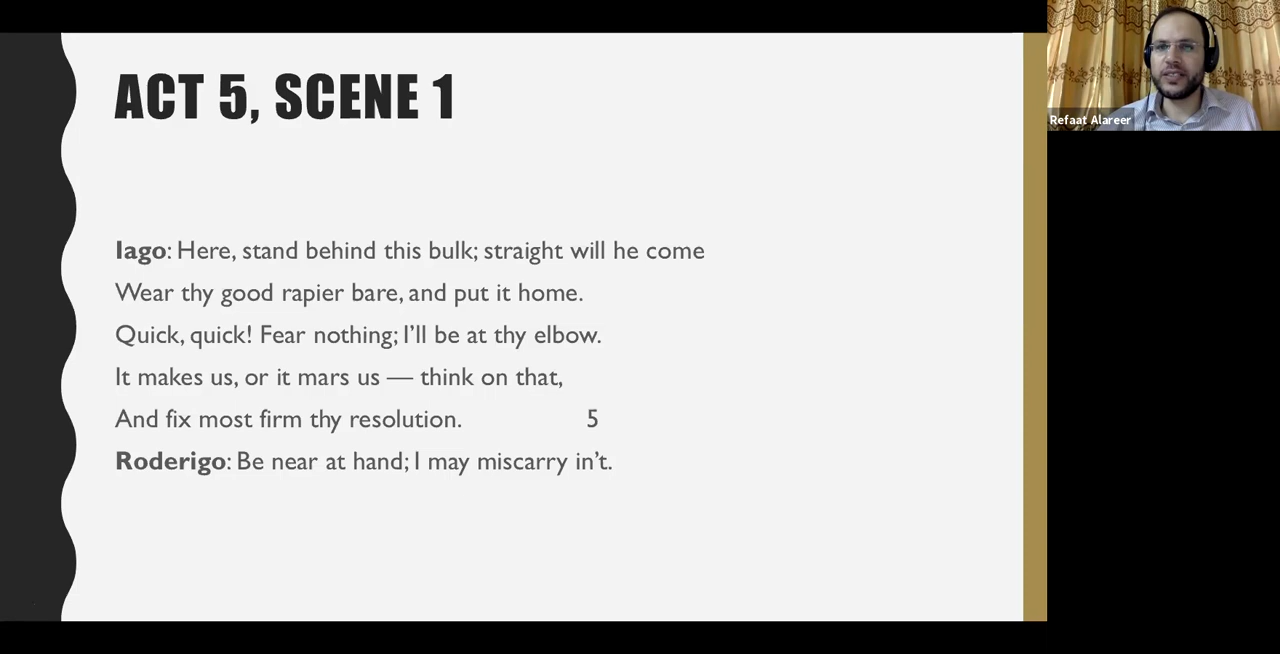 ACT 5, SCENE 1
Iago: Here, stand behind this bulk; straight will he come
Wear thy good rapier bare, and put it home.
Quick, quick! Fear nothing; I’ll be at thy elbow.
It makes us, or it mars us — think on that,
And fix most firm thy resolution. 5
Roderigo: Be near at hand; I may miscarry in’t.
Refaat Alareer